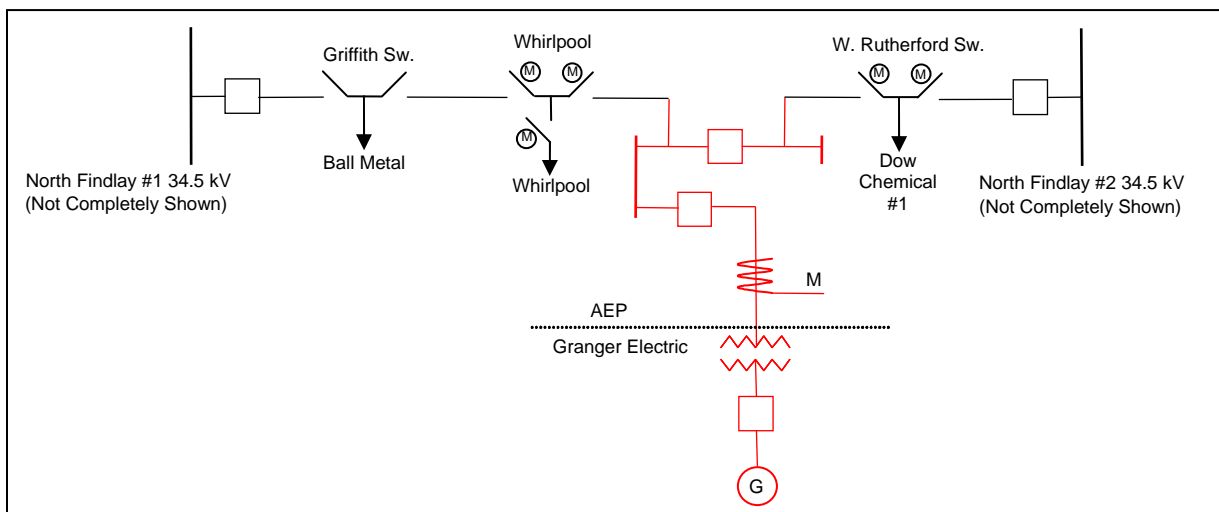 Whirlpool
Griffith Sw.
W. Rutherford Sw.
M
M
M
M
M
Ball Metal
Whirlpool
Dow
Chemical
#1
North Findlay #1 34.5 kV
(Not Completely Shown)
North Findlay #2 34.5 kV
(Not Completely Shown)
M
AEP
Granger Electric
G